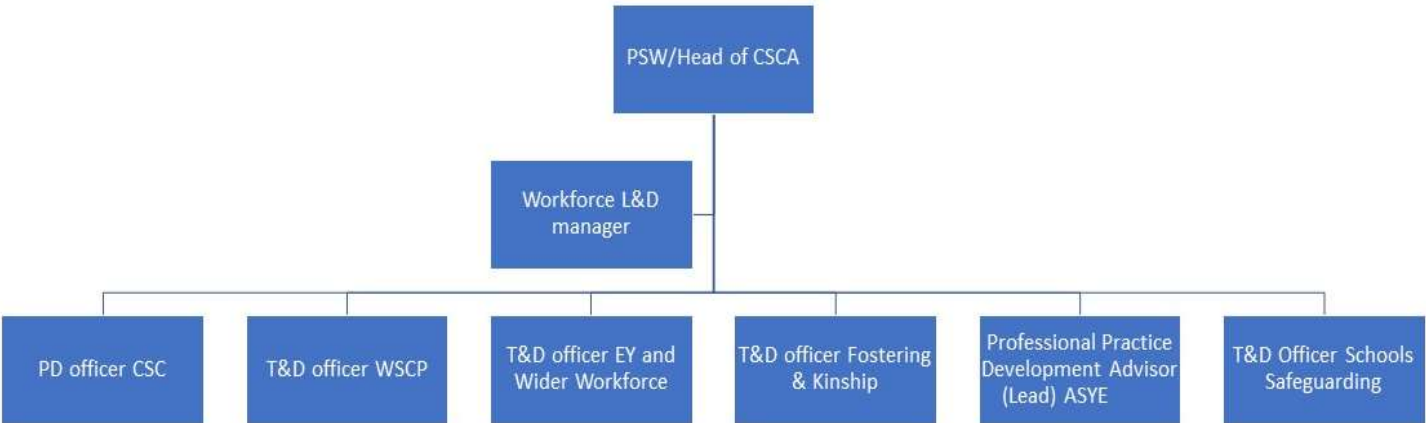 PSW/Head of CSCA
Workforce L&D
manager
PD officer CSC
T&D officer WSCP
T&D officer EY and
Wider Workforce
T&D officer Fostering
& Kinship
Professional Practice
Development Advisor
(Lead) ASYE
T&D Officer Schools
Safeguarding